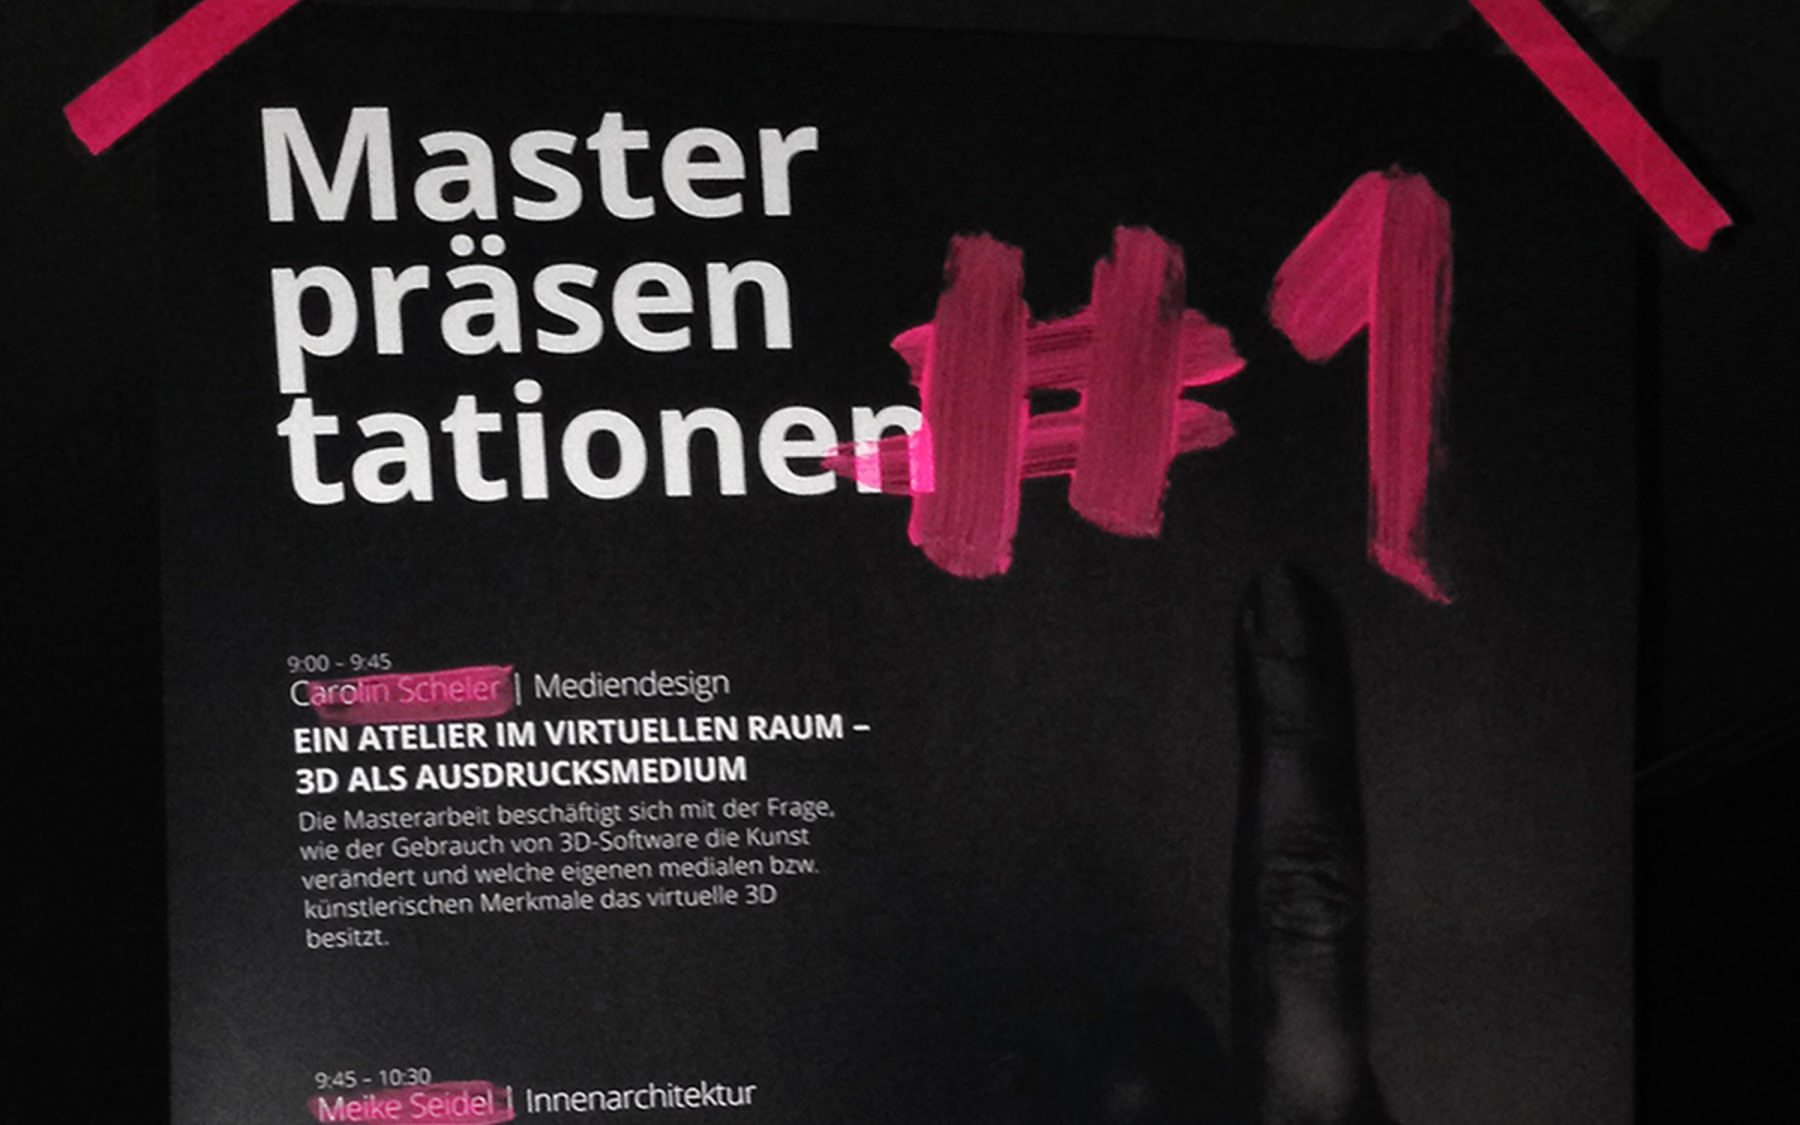 Master
präsen
tationen
#1
9:00 – 9:45
Carolin Scheler | Mediendesign
EIN ATELIER IM VIRTUELLEN RAUM –
3D ALS AUSDRUCKSMEDIUM
Die Masterarbeit beschäftigt sich mit der Frage,
wie der Gebrauch von 3D-Software die Kunst
verändert und welche eigenen medialen bzw.
künstlerischen Merkmale das virtuelle 3D
besitzt.
9:45 – 10:30
Meike Seidel | Innenarchitektur